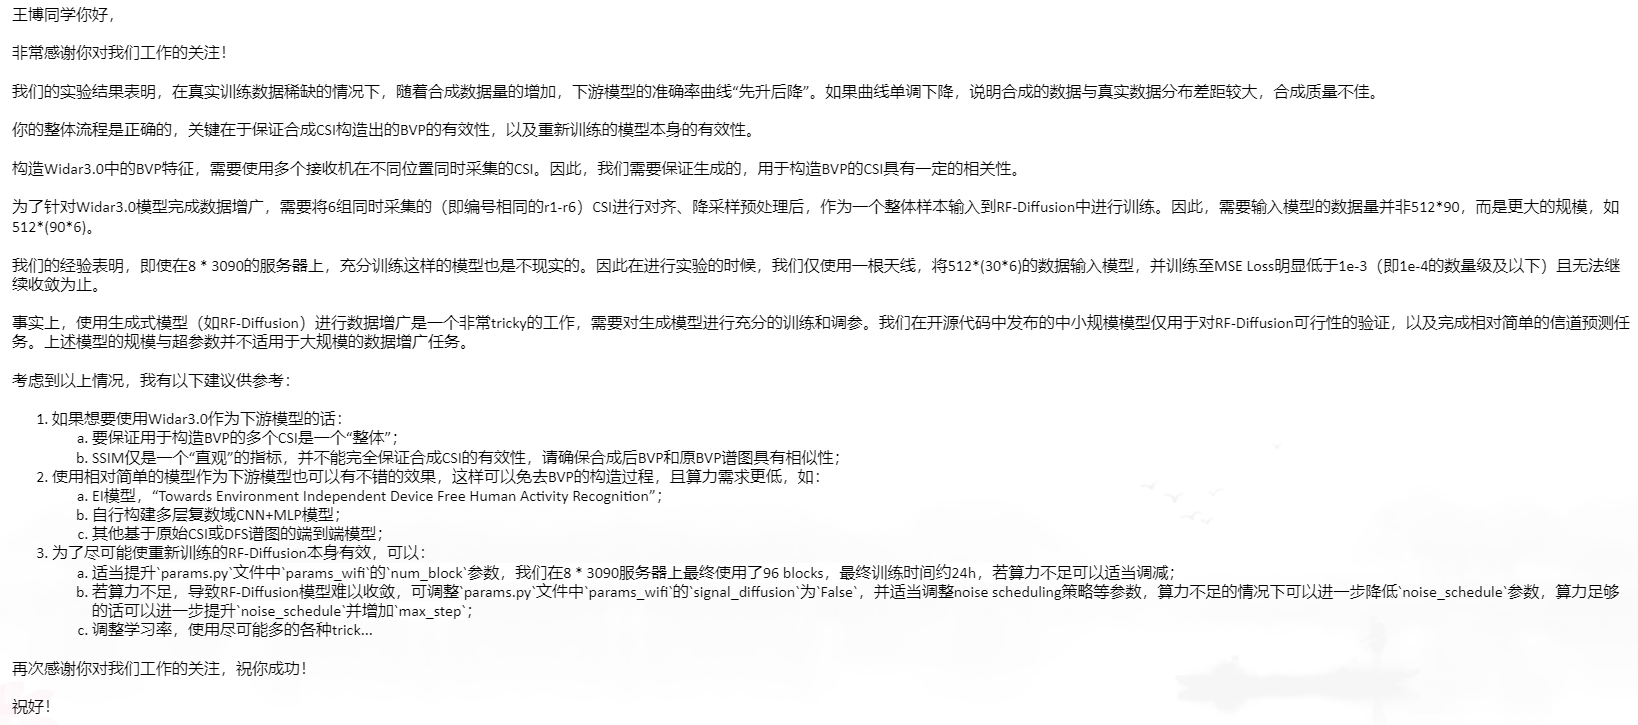 王博同学你好，
非常感谢你对我们工作的关注！
我们的实验结果表明，在真实训练数据稀缺的情况下，随着合成数据量的增加，下游模型的准确率曲线“先升后降”。如果曲线单调下降，说明合成的数据与真实数据分布差距较大，合成质量不佳。
你的整体流程是正确的，关键在于保证合成CSI构造出的BVP的有效性，以及重新训练的模型本身的有效性。
构造Widar3.0中的BVP特征，需要使用多个接收机在不同位置同时采集的CSI。因此，我们需要保证生成的，用于构造BVP的CSI具有一定的相关性。
为了针对Widar3.0模型完成数据增广，需要将6组同时采集的（即编号相同的r1-r6）CSI进行对齐、降采样预处理后，作为一个整体样本输入到RF-Diffusion中进行训练。因此，需要输入模型的数据量并非512*90，而是更大的规模，如
512*(90*6)。
我们的经验表明，即使在8 * 3090的服务器上，充分训练这样的模型也是不现实的。因此在进行实验的时候，我们仅使用一根天线，将512*(30*6)的数据输入模型，并训练至MSE Loss明显低于1e-3（即1e-4的数量级及以下）且无法继
续收敛为止。
事实上，使用生成式模型（如RF-Diffusion）进行数据增广是一个非常tricky的工作，需要对生成模型进行充分的训练和调参。我们在开源代码中发布的中小规模模型仅用于对RF-Diffusion可行性的验证，以及完成相对简单的信道预测任
务。上述模型的规模与超参数并不适用于大规模的数据增广任务。
考虑到以上情况，我有以下建议供参考：
1. 如果想要使用Widar3.0作为下游模型的话：
a. 要保证用于构造BVP的多个CSI是一个“整体”；
b. SSIM仅是一个“直观”的指标，并不能完全保证合成CSI的有效性，请确保合成后BVP和原BVP谱图具有相似性；
2. 使用相对简单的模型作为下游模型也可以有不错的效果，这样可以免去BVP的构造过程，且算力需求更低，如：
a. EI模型，“Towards Environment Independent Device Free Human Activity Recognition”；
b. 自行构建多层复数域CNN+MLP模型；
c. 其他基于原始CSI或DFS谱图的端到端模型；
3. 为了尽可能使重新训练的RF-Diffusion本身有效，可以：
a. 适当提升`params.py`文件中`params_wifi`的`num_block`参数，我们在8 * 3090服务器上最终使用了96 blocks，最终训练时间约24h，若算力不足可以适当调减；
b. 若算力不足，导致RF-Diffusion模型难以收敛，可调整`params.py`文件中`params_wifi`的`signal_diffusion`为`False`，并适当调整noise scheduling策略等参数，算力不足的情况下可以进一步降低`noise_schedule`参数，算力足够
的话可以进一步提升`noise_schedule`并增加`max_step`；
c. 调整学习率，使用尽可能多的各种trick...
再次感谢你对我们工作的关注，祝你成功！
祝好！